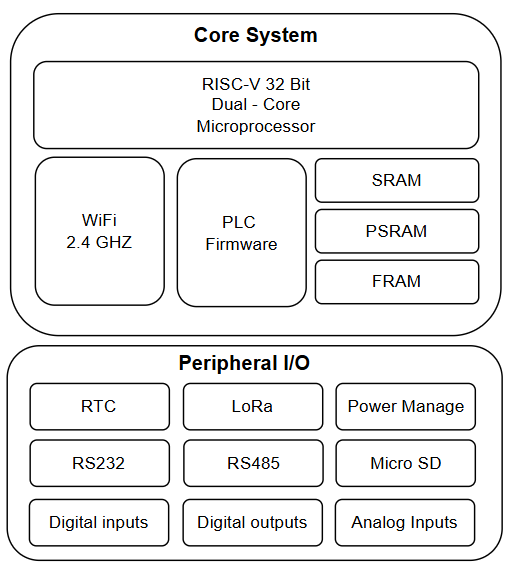 Core System
RISC-V 32 Bit
Dual - Core
Microprocessor
WiFi
2.4 GHZ
PLC
Firmware
SRAM
PSRAM
FRAM
Peripheral I/O
RTC
LoRa
Power Manage
RS232
RS485
Micro SD
Digital inputs
Digital outputs
Analog Inputs